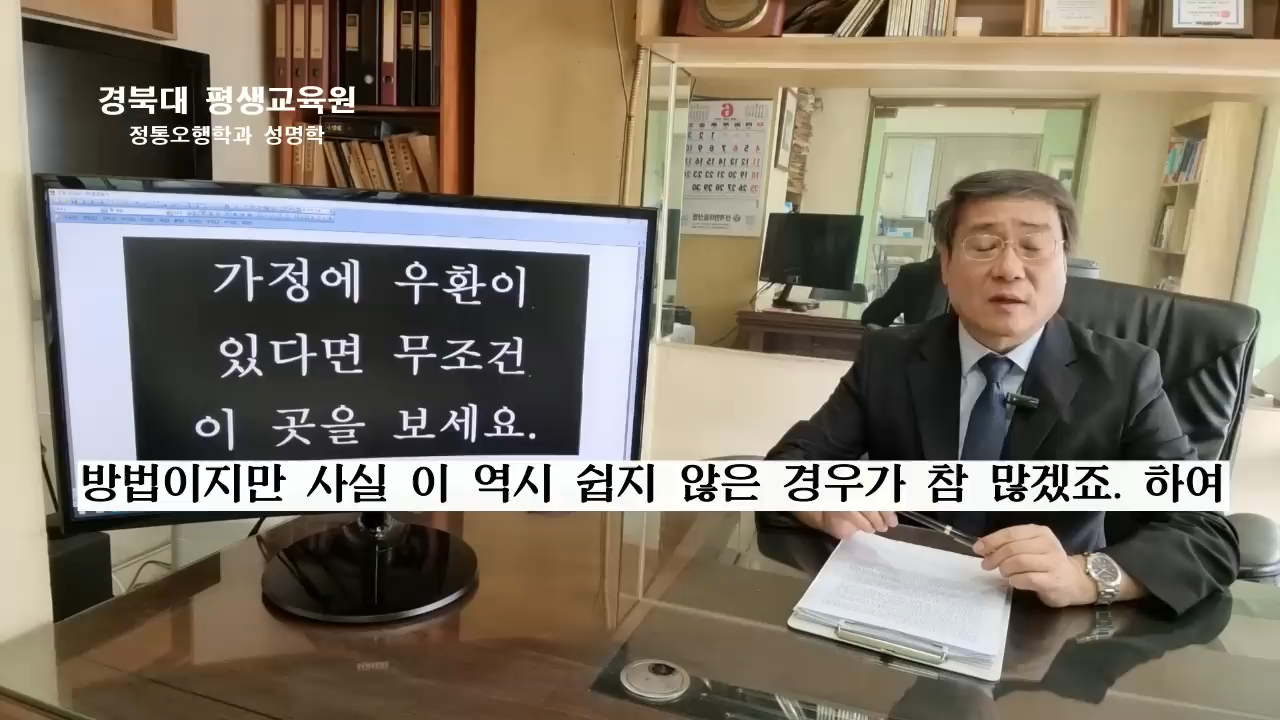 경북대 평생교육원
정통오행학과 성명학
가정에 우환이
있다면 무조건
이 곳을 보세요.
방법이지만 사실 이 역시 쉽지 않은 경우가 참 많겠죠. 하여
6